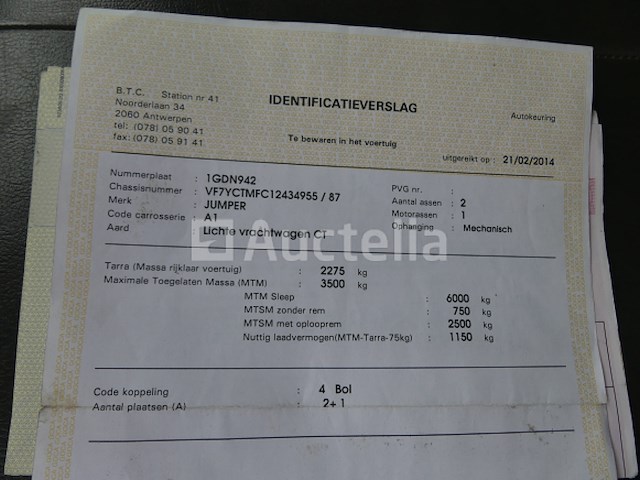 B.T.C. Station nr.41
Noorderlaan 34
2060 Antwerpen
tel: (078) 05 90 41
fax: (078) 05 91 41
IDENTIFICATIEVERSLAG
Autokeuring
Te bewaren in het voertuig
uitgereikt op : 21/02/2014
Nummerplaat : 1GDN942
Chassisnummer : VF7YCTMFC12434955 / 87
Merk : JUMPER
Code carrosserie : A1
Aard : Lichte vrachtwagen CT
PVG nr. :
Aantal assen : 2
Motorassen : 1
Ophanging : Mechanisch
Auctelia
Tarra (Massa rijklaar voertuig) : 2275 kg
Maximale Toegelaten Massa (MTM) : 3500 kg
MTM Sleep : 6000 kg
MTSM zonder rem : 750 kg
MTSM met oplooprem : 2500 kg
Nuttig laadvermogen(MTM-Tarra-75kg) : 1150 kg
Code koppeling : 4 Bol
Aantal plaatsen (A) : 2+1